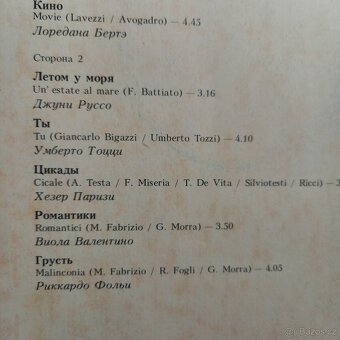 Кино
Movie (Lavezzi / Avogadro) — 4.45
Лоредана Бертэ
Сторона 2
Летом у моря
Un' estate al mare (F. Battiato) — 3.16
Джуни Руссо
Ты
Tu (Giancarlo Bigazzi / Umberto Tozzi) — 4.10
Умберто Тоцци
Цикады
Cicale (A. Testa / F. Miseria / T. De Vita / Silviotesti / Ricci) — 3
Хезер Паризи
Романтики
Romantici (M. Fabrizio / G. Morra) — 3.50
Виола Валентино
Грусть
Malinconia (M. Fabrizio / R. Fogli / G. Morra) — 4.05
Риккардо Фольи